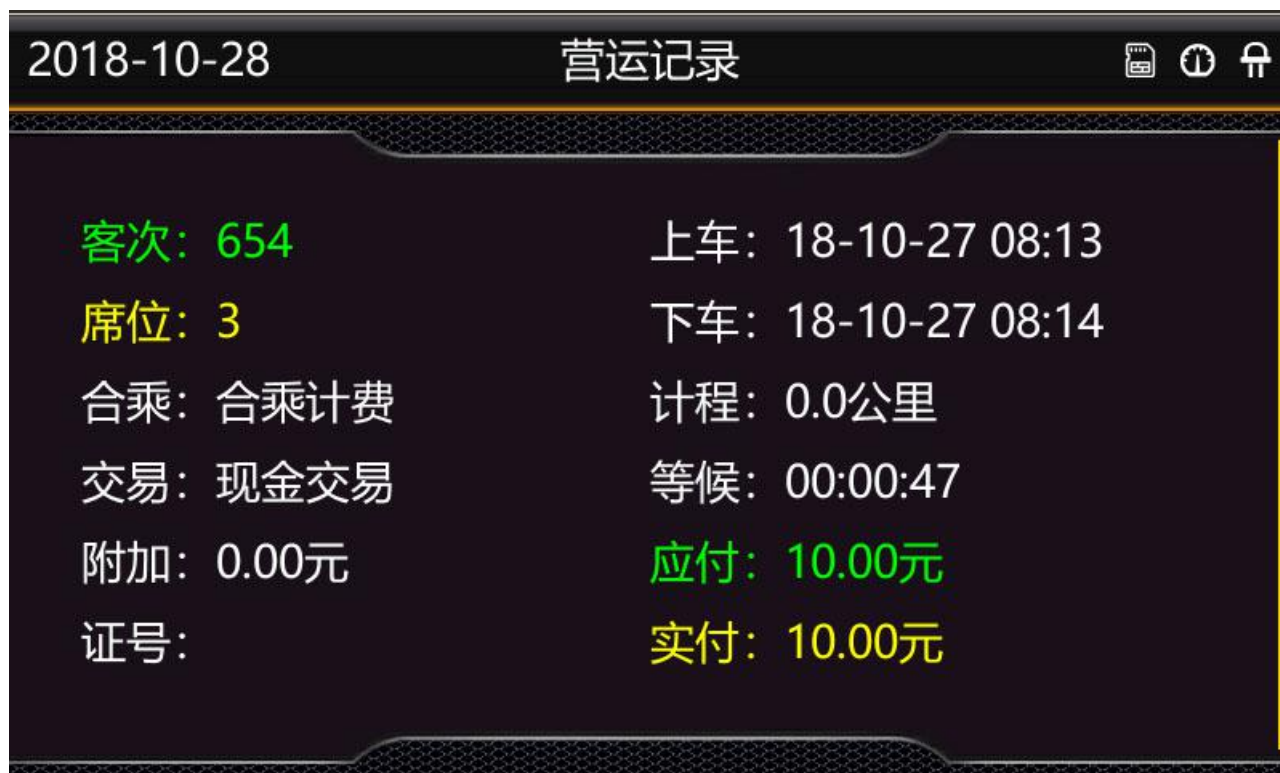 2018-10-28 营运记录
客次：654 上车：18-10-27 08:13
席位：3 下车：18-10-27 08:14
合乘：合乘计费 计程：0.0公里
交易：现金交易 等候：00:00:47
附加：0.00元 应付：10.00元
证号： 实付：10.00元